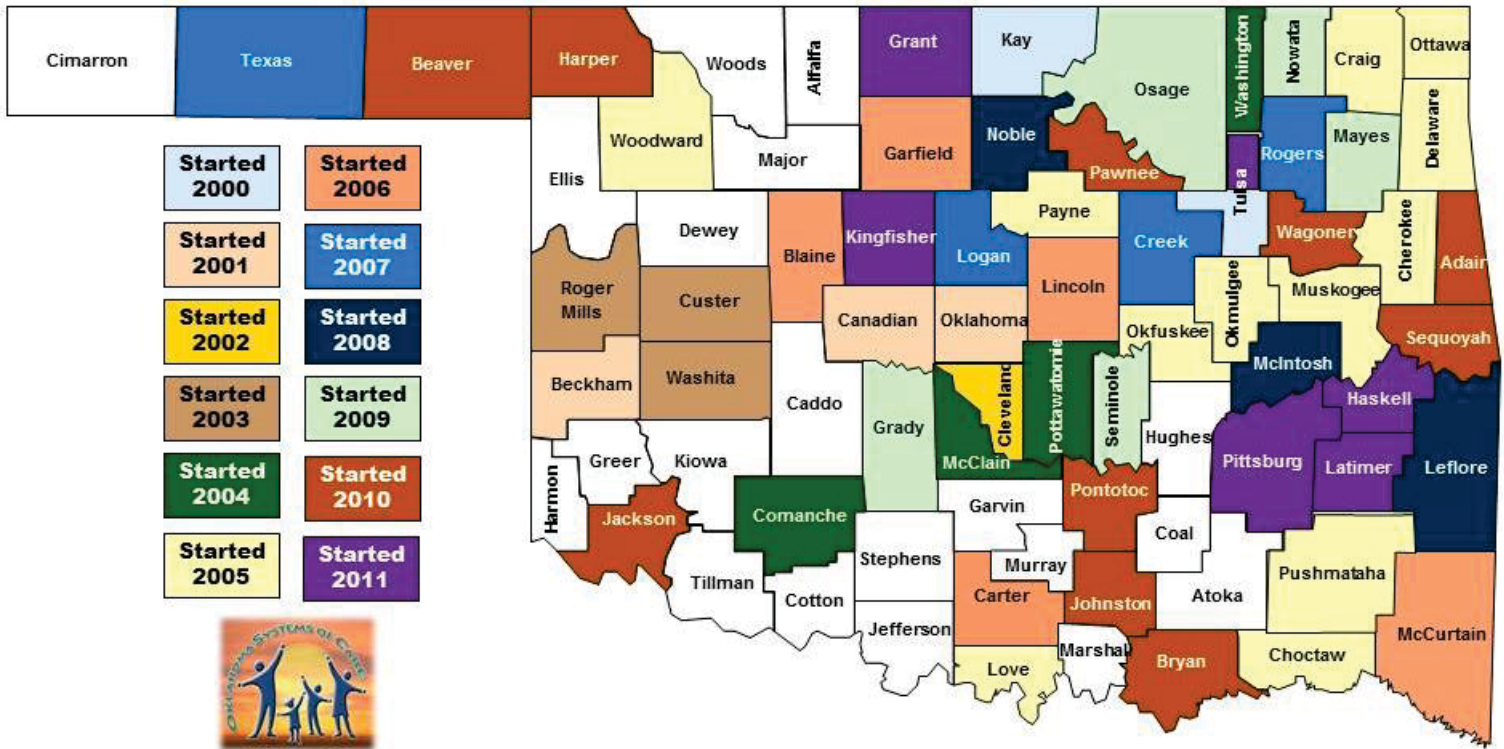 Cimarron
Texas
Beaver
Harper
Woods
Alfalfa
Grant
Kay
Osage
Washington
Nowata
Craig
Ottawa
Woodward
Ellis
Major
Garfield
Noble
Pawnee
Tulsa
Rogers
Mayes
Delaware
Dewey
Blaine
Kingfisher
Logan
Payne
Creek
Wagoner
Cherokee
Adair
Roger
Mills
Custer
Canadian
Oklahoma
Lincoln
Okfuskee
Okmulgee
Muskogee
Sequoyah
McIntosh
Beckham
Washita
Caddo
Grady
Cleveland
McClain
Pottawatomie
Seminole
Hughes
Pittsburg
Haskell
Latimer
Leflore
Harmon
Greer
Kiowa
Jackson
Comanche
Garvin
Pontotoc
Coal
Tillman
Cotton
Stephens
Murray
Carter
Johnston
Atoka
Pushmataha
Jefferson
Love
Marshal
Bryan
Choctaw
McCurtain
Started
2000
Started
2006
Started
2001
Started
2007
Started
2002
Started
2008
Started
2003
Started
2009
Started
2004
Started
2010
Started
2005
Started
2011
OKLAHOMA SYSTEMS OF CARE